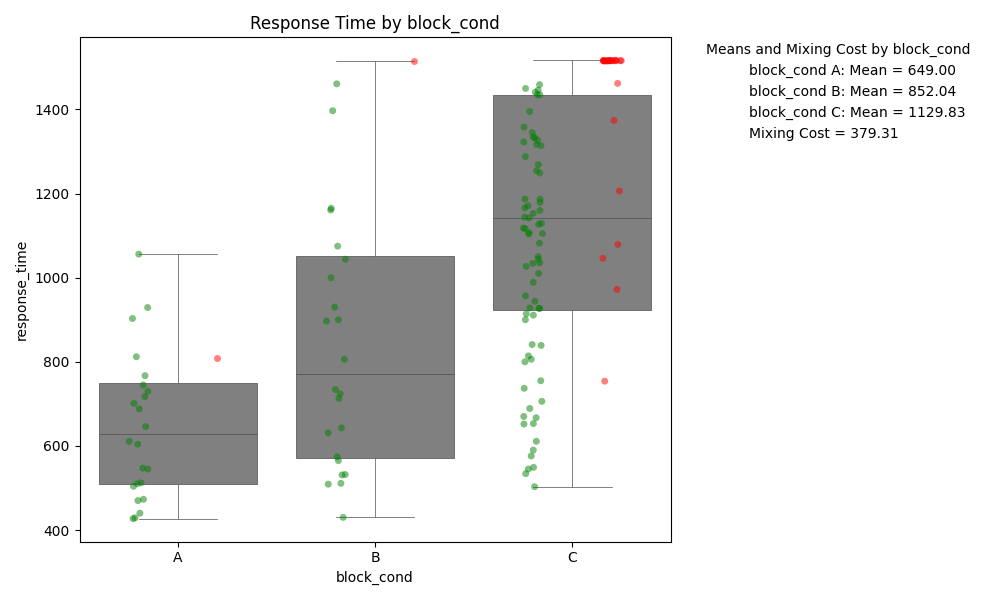 Response Time by block_cond
Means and Mixing Cost by block_cond
block_cond A: Mean = 649.00
block_cond B: Mean = 852.04
block_cond C: Mean = 1129.83
Mixing Cost = 379.31
response_time
1400
1200
1000
800
600
400
A
B
C
block_cond